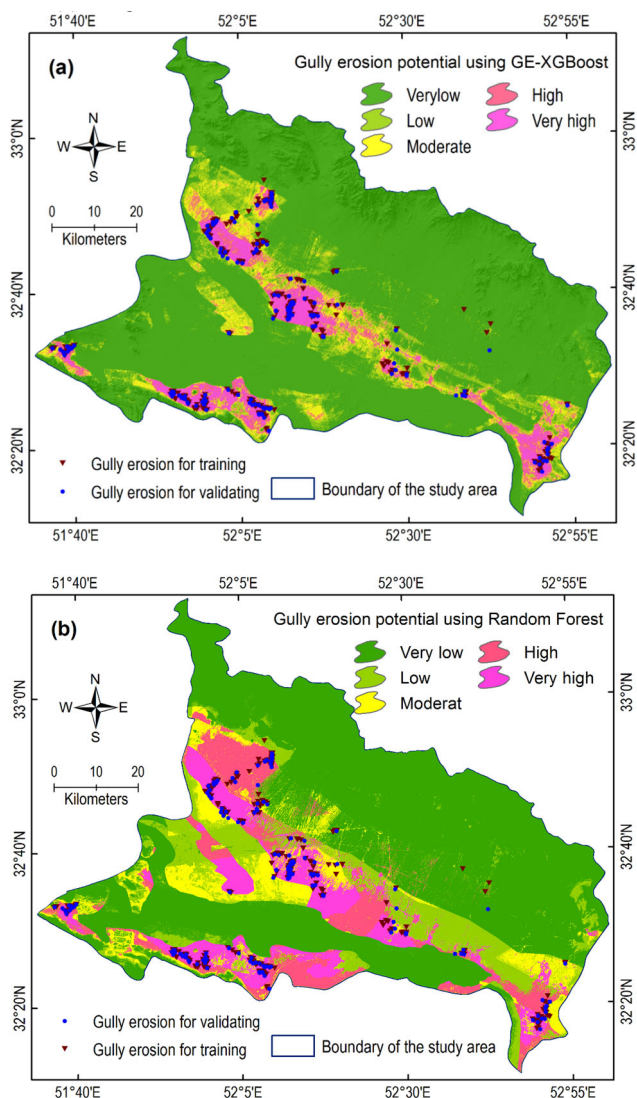 51°40'E 52°5'E 52°30'E 52°55'E
(a)
Gully erosion potential using GE-XGBoost
Verylow High
Low Very high
Moderate
N
W E
S
0 10 20
Kilometers
33°0'N
32°40'N
32°20'N
33°0'N
32°40'N
32°20'N
Gully erosion for training
Gully erosion for validating Boundary of the study area
51°40'E 52°5'E 52°30'E 52°55'E
51°40'E 52°5'E 52°30'E 52°55'E
(b)
Gully erosion potential using Random Forest
Very low High
Low Very high
Moderat
N
W E
S
0 10 20
Kilometers
33°0'N
32°40'N
32°20'N
33°0'N
32°40'N
32°20'N
Gully erosion for validating
Gully erosion for training Boundary of the study area
51°40'E 52°5'E 52°30'E 52°55'E